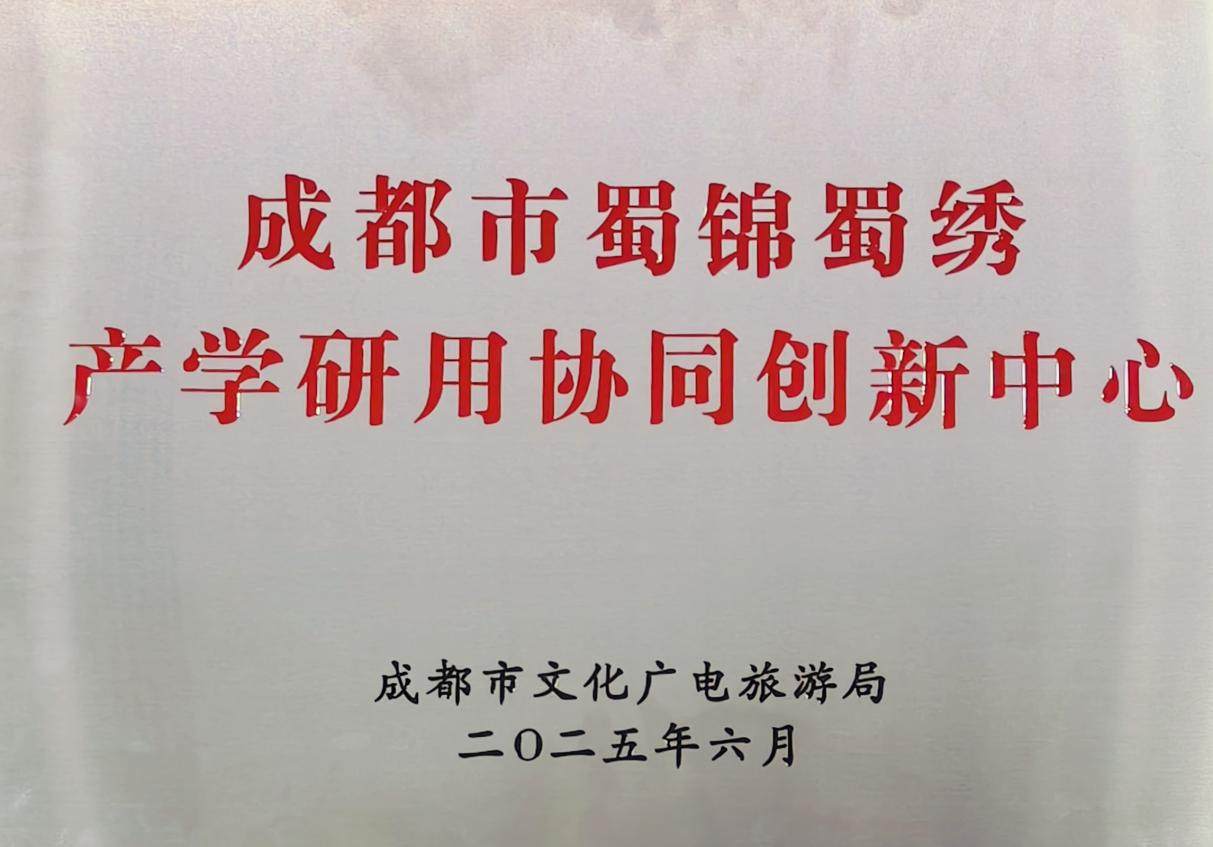 成都市蜀锦蜀绣
产学研用协同创新中心
成都市文化广电旅游局
二〇二五年六月